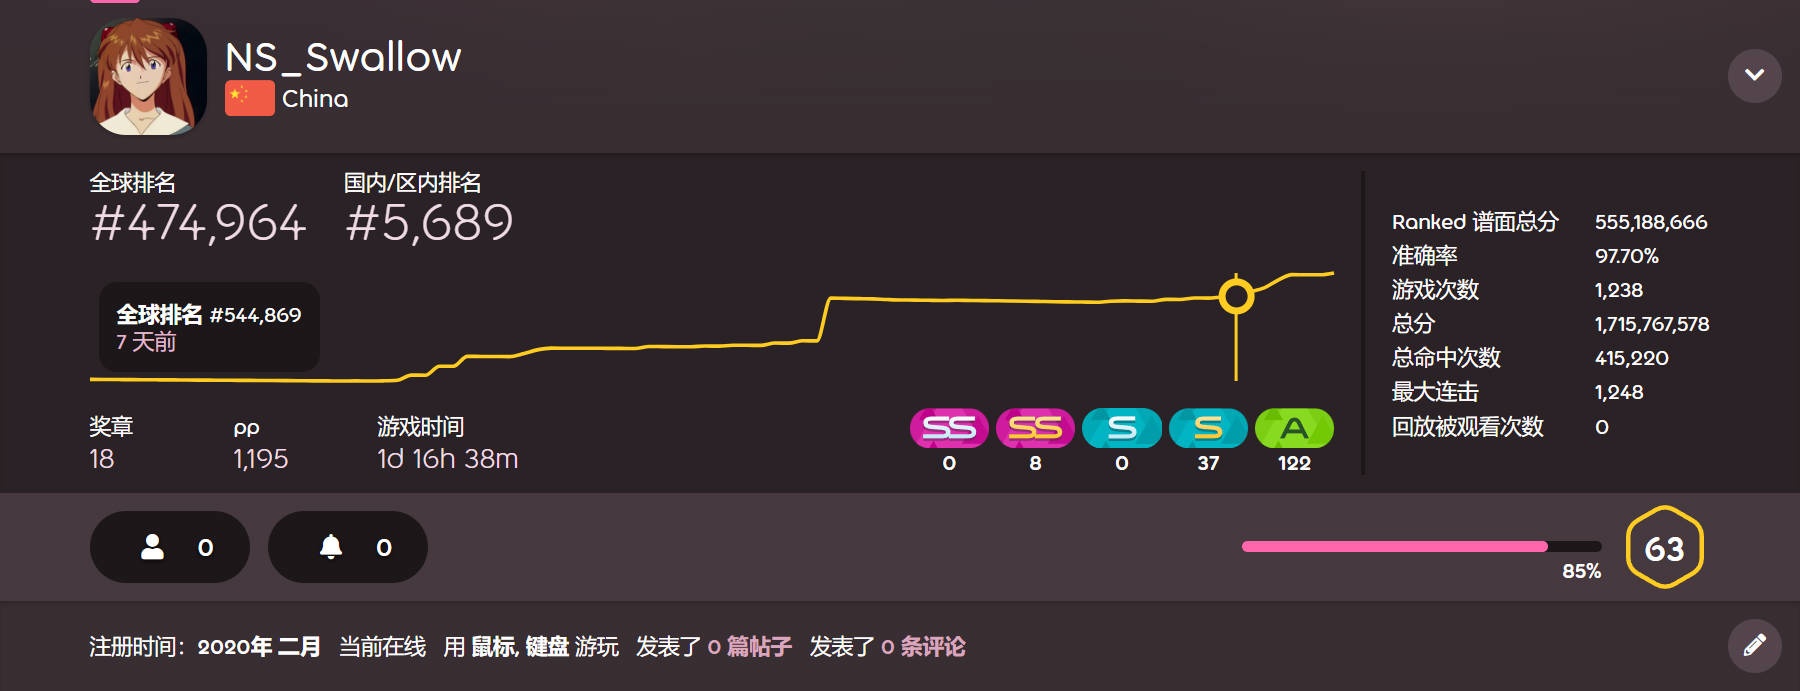 NS_Swallow
China
全球排名
#474,964
国内/区内排名
#5,689
全球排名 #544,869
7 天前
奖章
18
pp
1,195
游戏时间
1d 16h 38m
SS
0
SS
8
S
0
S
37
A
122
Ranked 谱面总分 555,188,666
准确率 97.70%
游戏次数 1,238
总分 1,715,767,578
总命中次数 415,220
最大连击 1,248
回放被观看次数 0
0
0
85%
63
注册时间：2020年 二月 当前在线 用 鼠标, 键盘 游玩 发表了 0 篇帖子 发表了 0 条评论